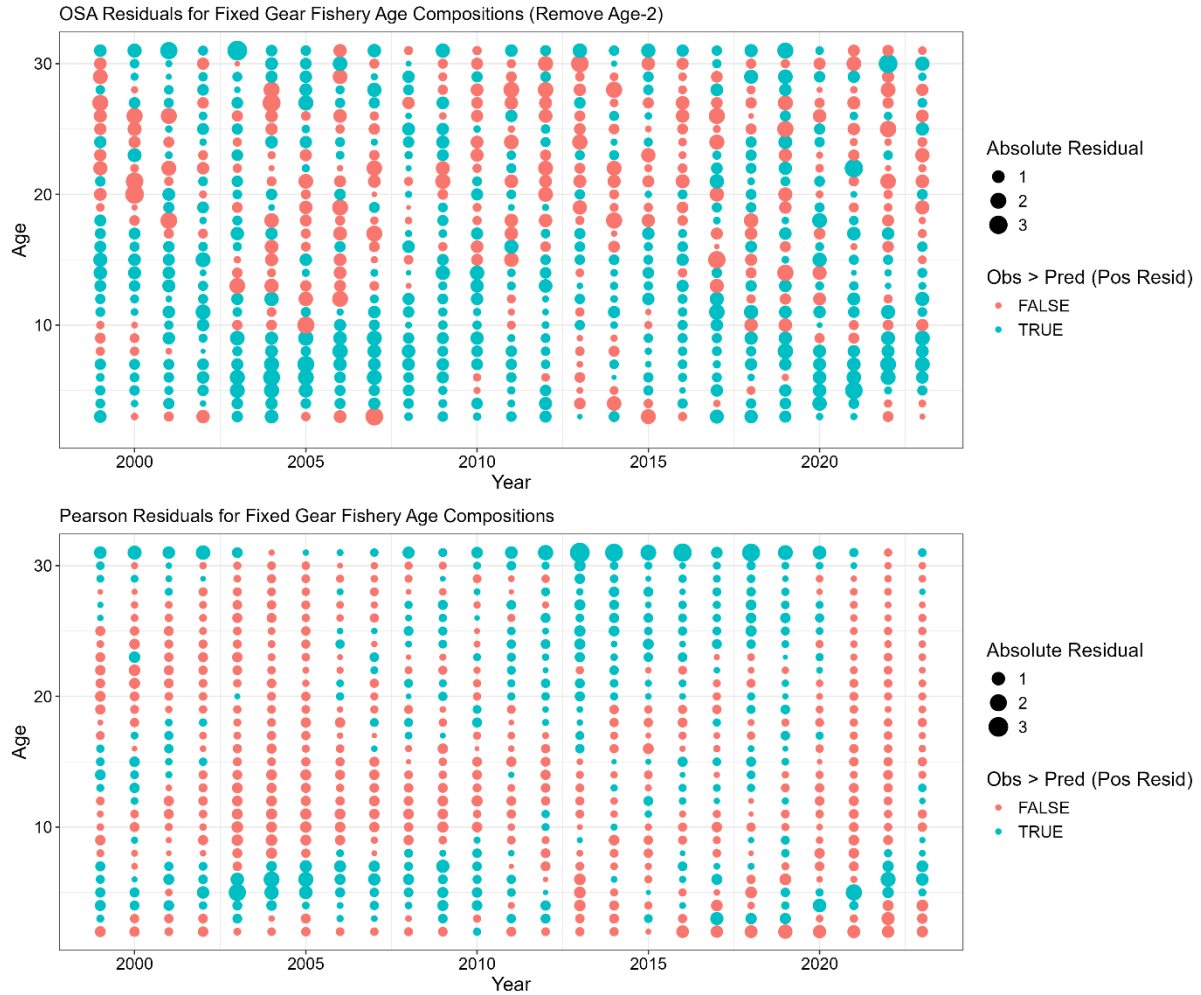 OSA Residuals for Fixed Gear Fishery Age Compositions (Remove Age-2)
30
20
10
Age
2000 2005 2010 2015 2020
Year
Absolute Residual
1
2
3
Obs > Pred (Pos Resid)
FALSE
TRUE
Pearson Residuals for Fixed Gear Fishery Age Compositions
30
20
10
Age
2000 2005 2010 2015 2020
Year
Absolute Residual
1
2
3
Obs > Pred (Pos Resid)
FALSE
TRUE